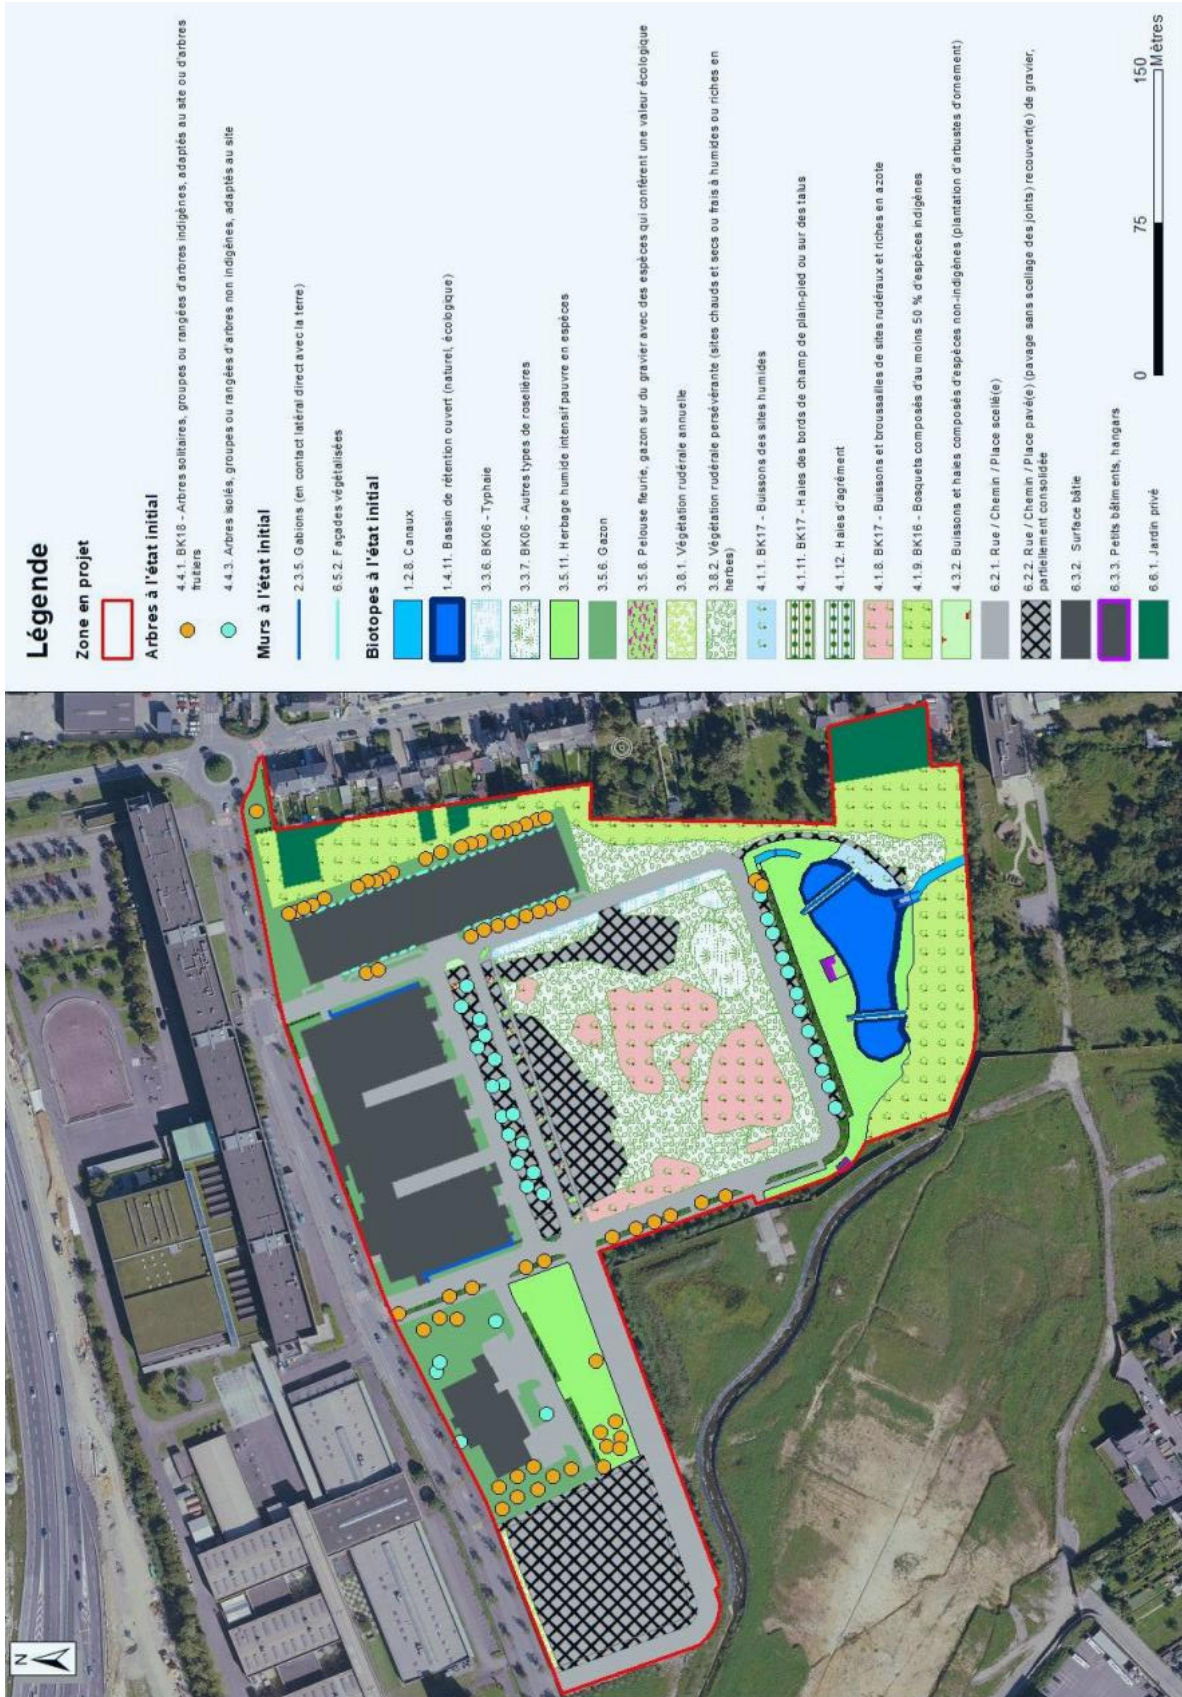 Légende
Zone en projet
Arbres à l'état initial
4.4.1. BK18 - Arbres solitaires, groupes ou rangées d'arbres indigènes, adaptés au site ou d'arbres
fruitiers
4.4.3. Arbres isolés, groupes ou rangées d'arbres non indigènes, adaptés au site
Murs à l'état initial
2.3.5. Gabions (en contact latéral direct avec la terre)
6.5.2. Façades végétalisées
Biotopes à l'état initial
1.2.8. Canaux
1.4.11. Bassin de rétention ouvert (naturel, écologique)
3.3.6. BK06 - Typhaie
3.3.7. BK06 - Autres types de roselières
3.5.11. Herbage humide intensif pauvre en espèces
3.5.6. Gazon
3.5.8. Pelouse fleurie, gazon sur du gravier avec des espèces qui confèrent une valeur écologique
3.8.1. Végétation rudérale annuelle
3.8.2. Végétation rudérale persévérante (sites chauds et secs ou frais à humides ou riches en
herbes)
4.1.1. BK17 - Buissons des sites humides
4.1.11. BK17 - Haies des bords de champ de plain-pied ou sur des talus
4.1.12. Haies d'agrément
4.1.8. BK17 - Buissons et broussailles de sites rudéraux et riches en azote
4.1.9. BK16 - Bosquets composés d'au moins 50 % d'espèces indigènes
4.3.2. Buissons et haies composés d'espèces non-indigènes (plantation d'arbustes d'ornement)
6.2.1. Rue / Chemin / Place scellé(e)
6.2.2. Rue / Chemin / Place pavé(e) (pavage sans scellage des joints) recouvert(e) de gravier,
partiellement consolidée
6.3.2. Surface bâtie
6.3.3. Petits bâtiments, hangars
6.6.1. Jardin privé
0 75 150
Mètres
N